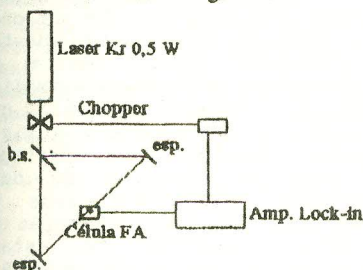 Laser Kr 0,5 W
Chopper
b.s.
esp.
Célula FA
Amp. Lock-in
esp.